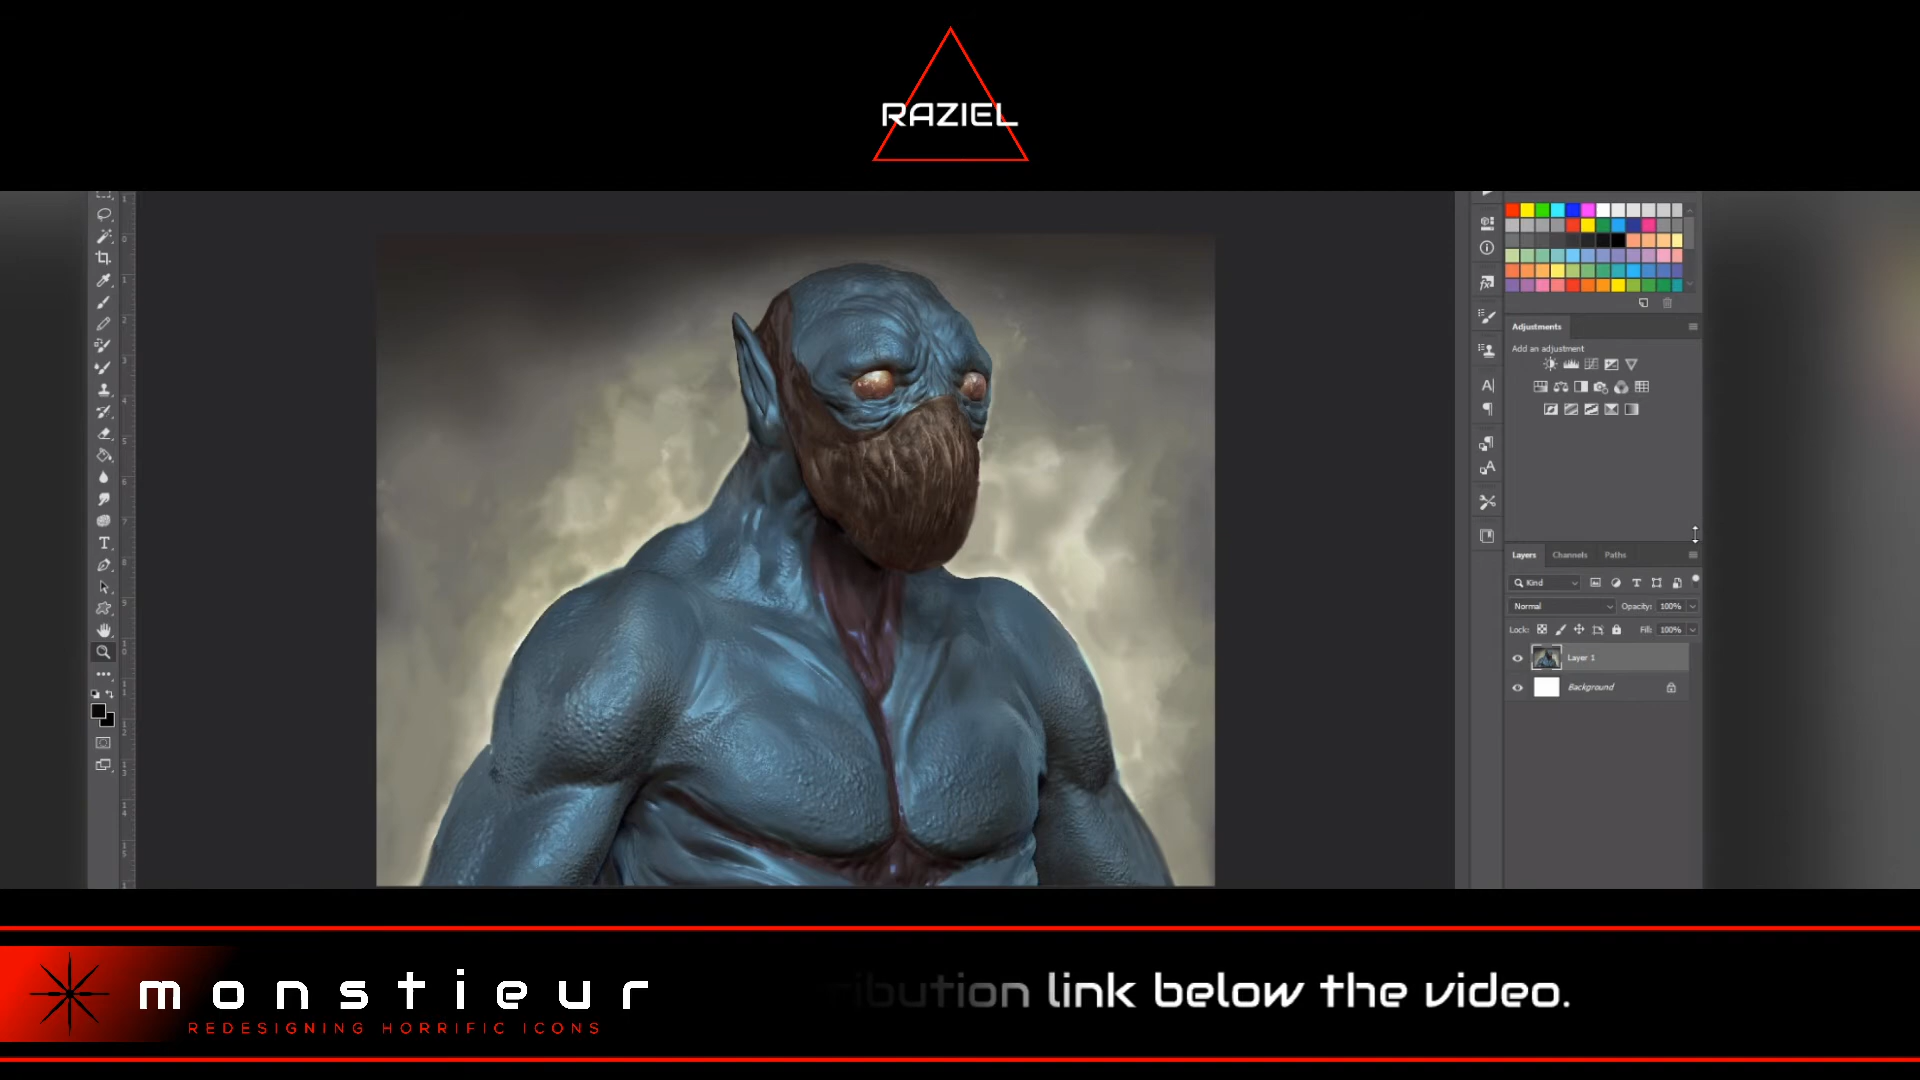 RAZIEL
Adjustments
Add an adjustment
Layers Channels Paths
Kind
Normal Opacity: 100%
Lock: Fill: 100%
Layer 1
Background
monstieur
REDESIGNING HORRIFIC ICONS
ribution link below the video.